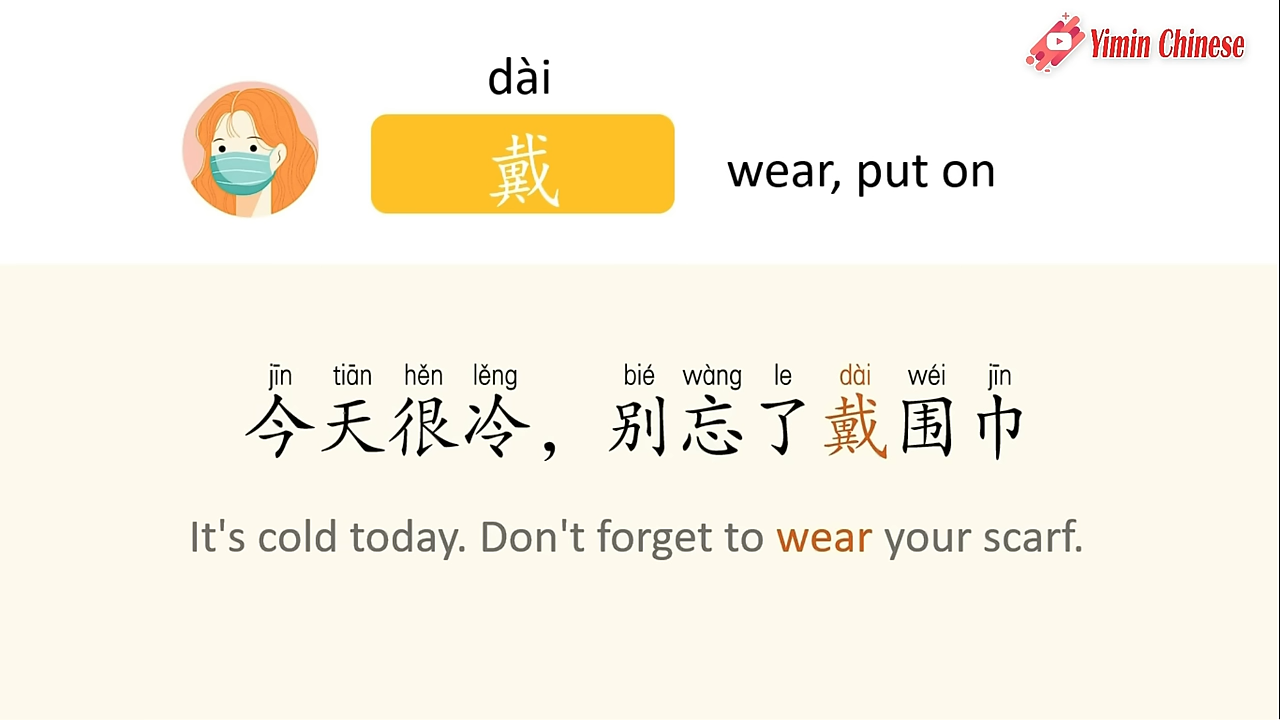 Yimin Chinese
dài
戴
wear, put on
jīn tiān hěn lěng bié wàng le dài wéi jīn
今天很冷，别忘了戴围巾
It's cold today. Don't forget to wear your scarf.